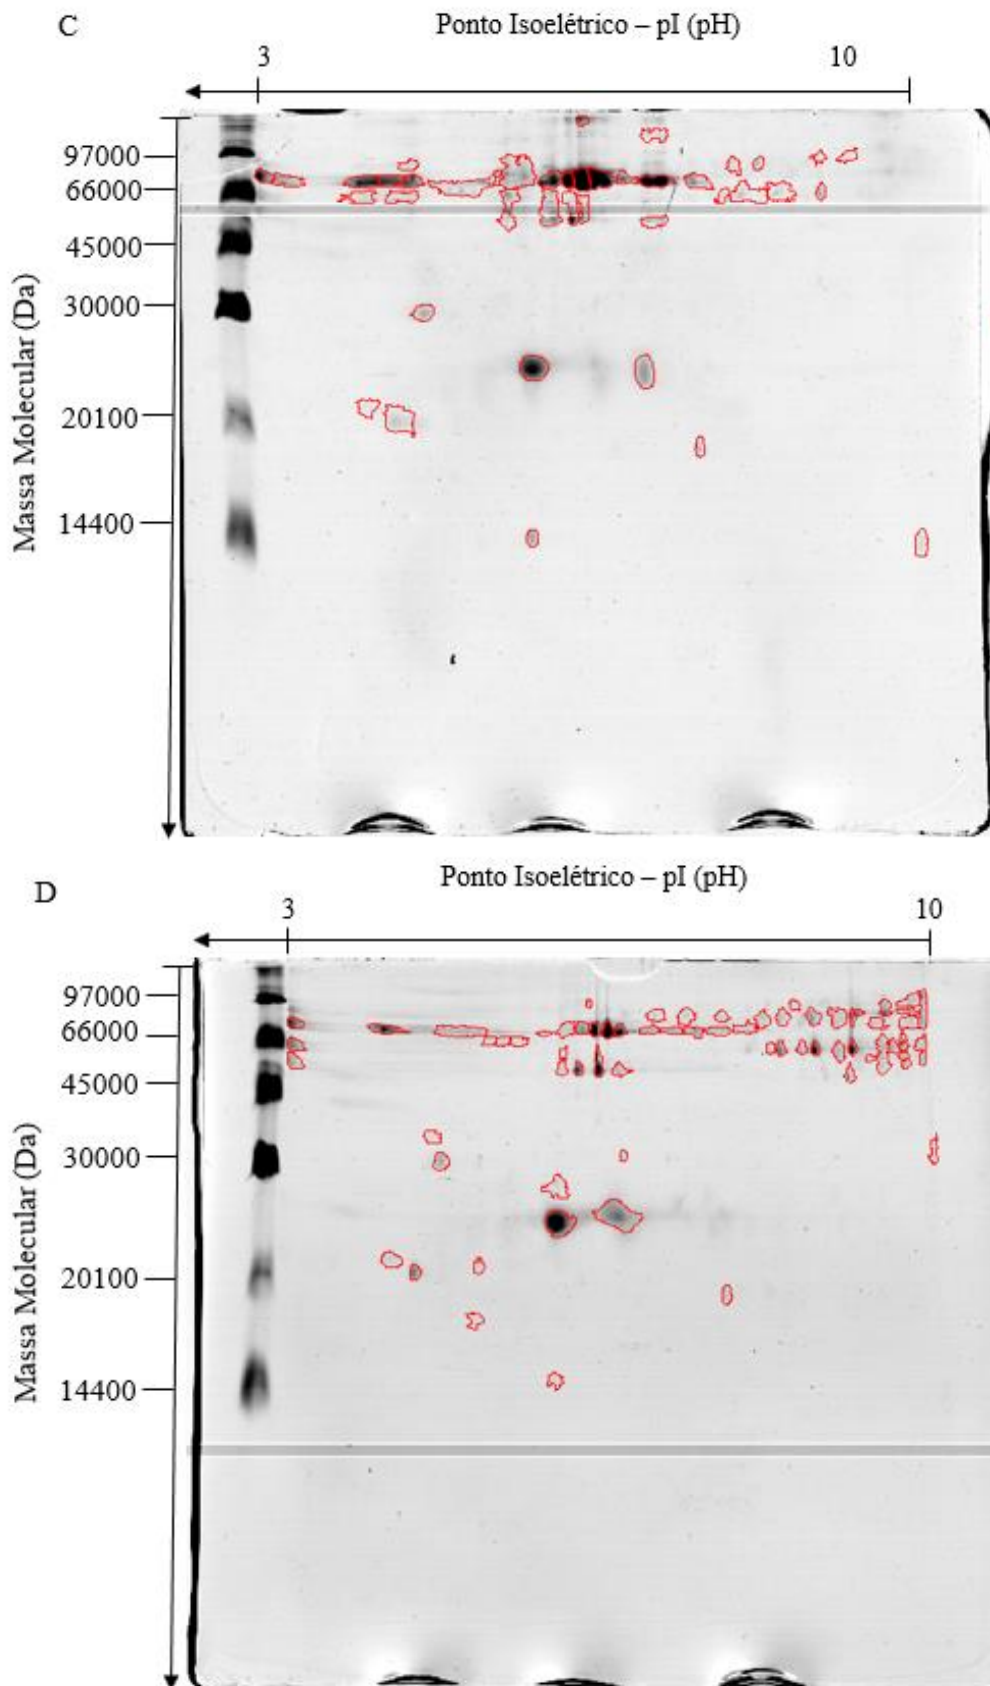 C
Ponto Isoelétrico – pI (pH)
3 10
97000
66000
45000
30000
20100
14400
Massa Molecular (Da)
D
Ponto Isoelétrico – pI (pH)
3 10
97000
66000
45000
30000
20100
14400
Massa Molecular (Da)